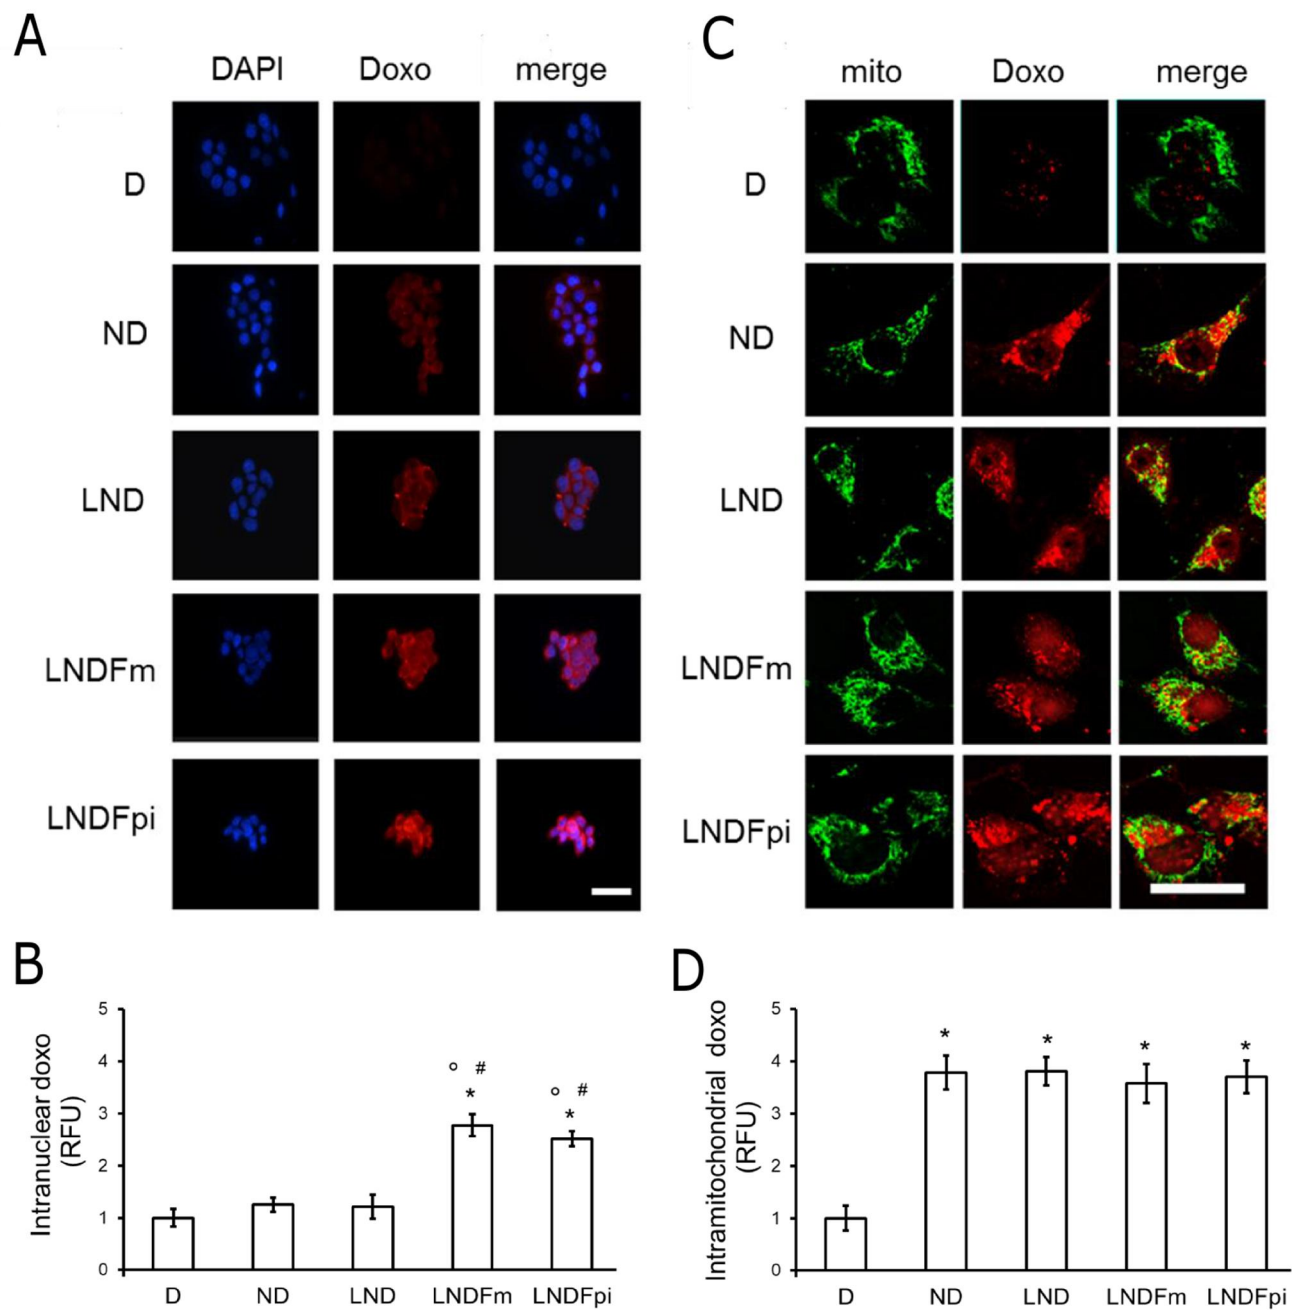 A
DAPI Doxo merge
D
ND
LND
LNDFm
LNDFpi
C
mito Doxo merge
D
ND
LND
LNDFm
LNDFpi
B
Intranuclear doxo
(RFU)
5
4
3
2
1
0
° #
*
° #
*
D ND LND LNDFm LNDFpi
D
Intramitochondrial doxo
(RFU)
5
4
3
2
1
0
* * * *
D ND LND LNDFm LNDFpi